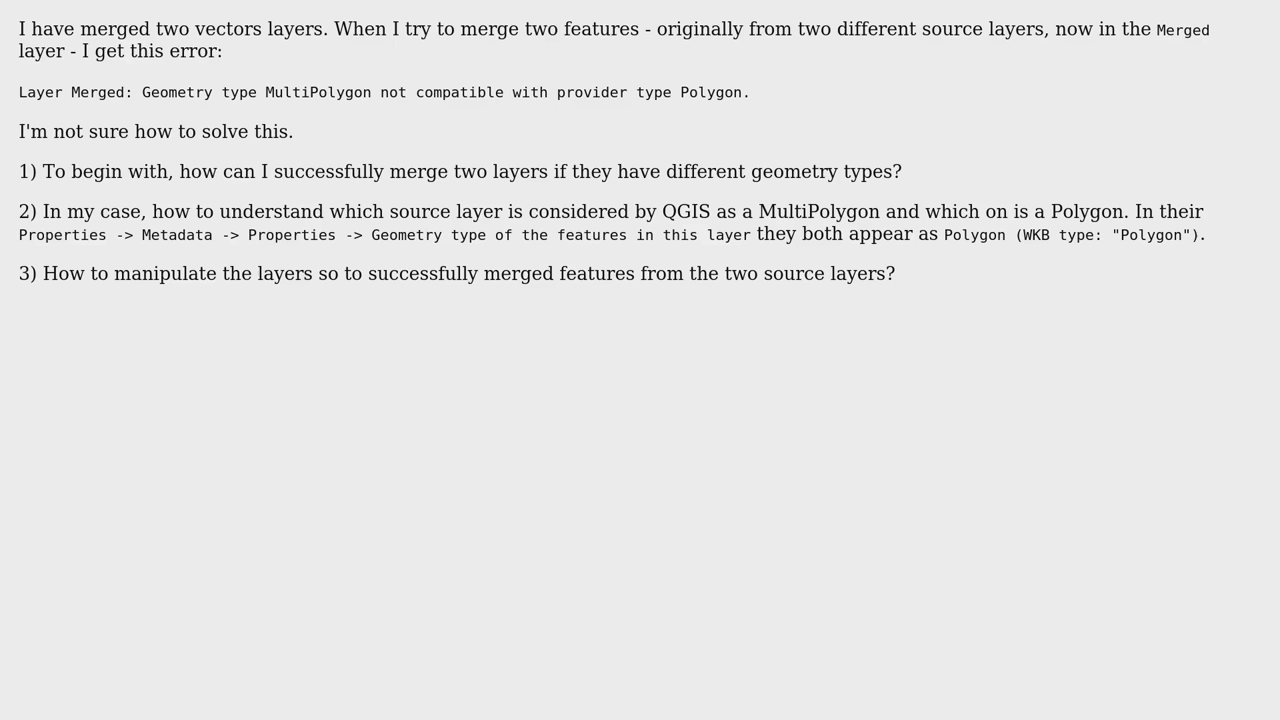 I have merged two vectors layers. When I try to merge two features - originally from two different source layers, now in the Merged
layer - I get this error:
Layer Merged: Geometry type MultiPolygon not compatible with provider type Polygon.
I'm not sure how to solve this.
1) To begin with, how can I successfully merge two layers if they have different geometry types?
2) In my case, how to understand which source layer is considered by QGIS as a MultiPolygon and which on is a Polygon. In their
Properties -> Metadata -> Properties -> Geometry type of the features in this layer they both appear as Polygon (WKB type: "Polygon").
3) How to manipulate the layers so to successfully merged features from the two source layers?